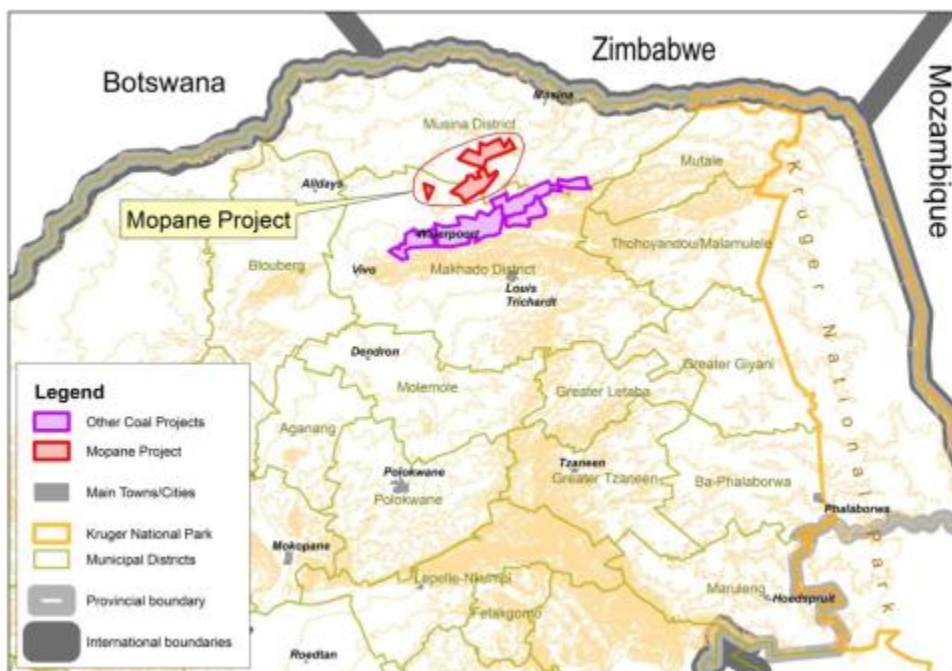 Zimbabwe
Botswana
Mozambique
Musina
Musina District
Mutale
Alldays
Mopane Project
Waterpoort
Thohoyandou/Malamulele
Blouberg
Vivo
Makhado District
Louis
Trichardt
Kruger National Park
Dendron
Greater Giyani
Molemole
Greater Letaba
Legend
Other Coal Projects
Mopane Project
Main Towns/Cities
Kruger National Park
Municipal Districts
Provincial boundary
International boundaries
Aganang
Polokwane
Polokwane
Tzaneen
Greater Tzaneen
Ba-Phalaborwa
Phalaborwa
Mokopane
Lepelle-Nkumpi
Maruleng
Hoedspruit
Fetakgomo
Roedtan